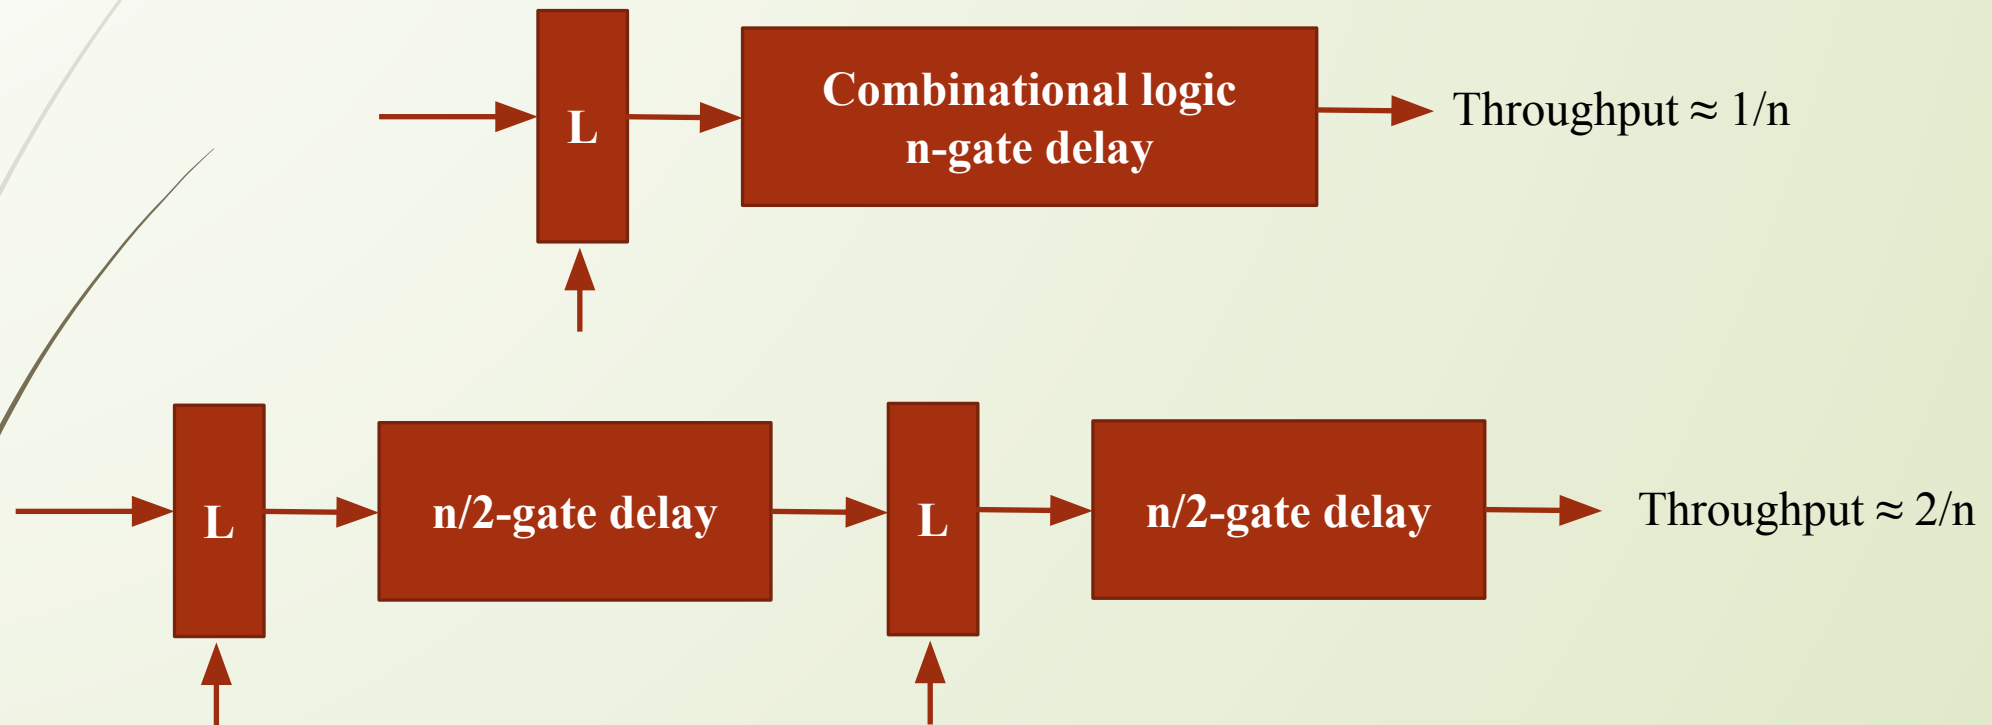 L
Combinational logic
n-gate delay
Throughput ≈ 1/n
L
n/2-gate delay
L
n/2-gate delay
Throughput ≈ 2/n